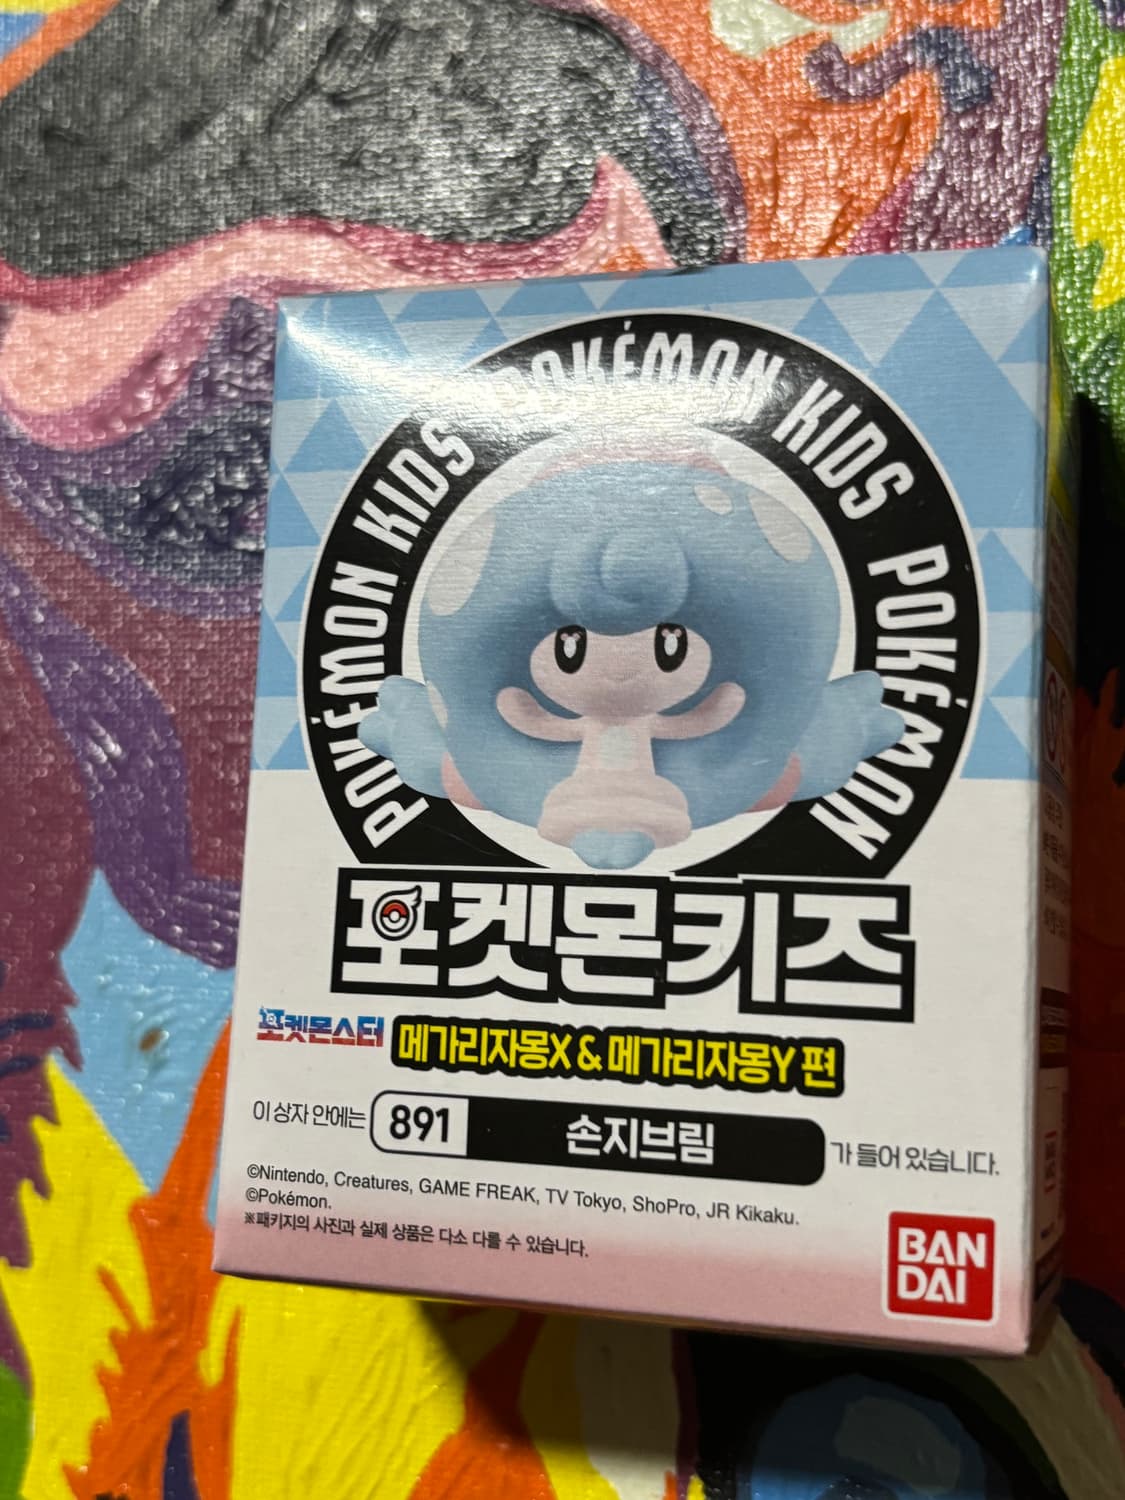 POKÉMON KIDS POKÉMON KIDS POKÉMON
포켓몬키즈
포켓몬스터 메가리자몽X & 메가리자몽Y 편
이 상자 안에는 891 손지브림 가 들어 있습니다.
©Nintendo, Creatures, GAME FREAK, TV Tokyo, ShoPro, JR Kikaku.
©Pokémon.
※패키지의 사진과 실제 상품은 다소 다를 수 있습니다.
BAN
DAI